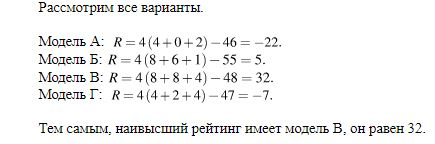 Рассмотрим все варианты.
Модель А: R = 4 (4 + 0 + 2) − 46 = −22.
Модель Б: R = 4 (8 + 6 + 1) − 55 = 5.
Модель В: R = 4 (8 + 8 + 4) − 48 = 32.
Модель Г: R = 4 (4 + 2 + 4) − 47 = −7.
Тем самым, наивысший рейтинг имеет модель В, он равен 32.